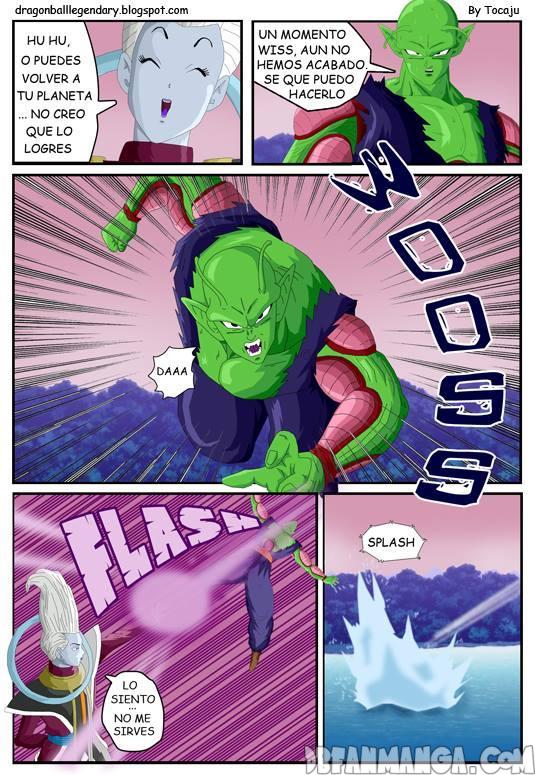 dragonballlegendary.blogspot.com
By Tocaju
HU HU,
O PUEDES
VOLVER A
TU PLANETA
... NO CREO
QUE LO
LOGRES
UN MOMENTO
WISS, AUN NO
HEMOS ACABADO.
SE QUE PUEDO
HACERLO
WOOSS
DAAA
FLASH
LO
SIENTO
...
NO ME
SIRVES
SPLASH
DBFANMANGA.COM